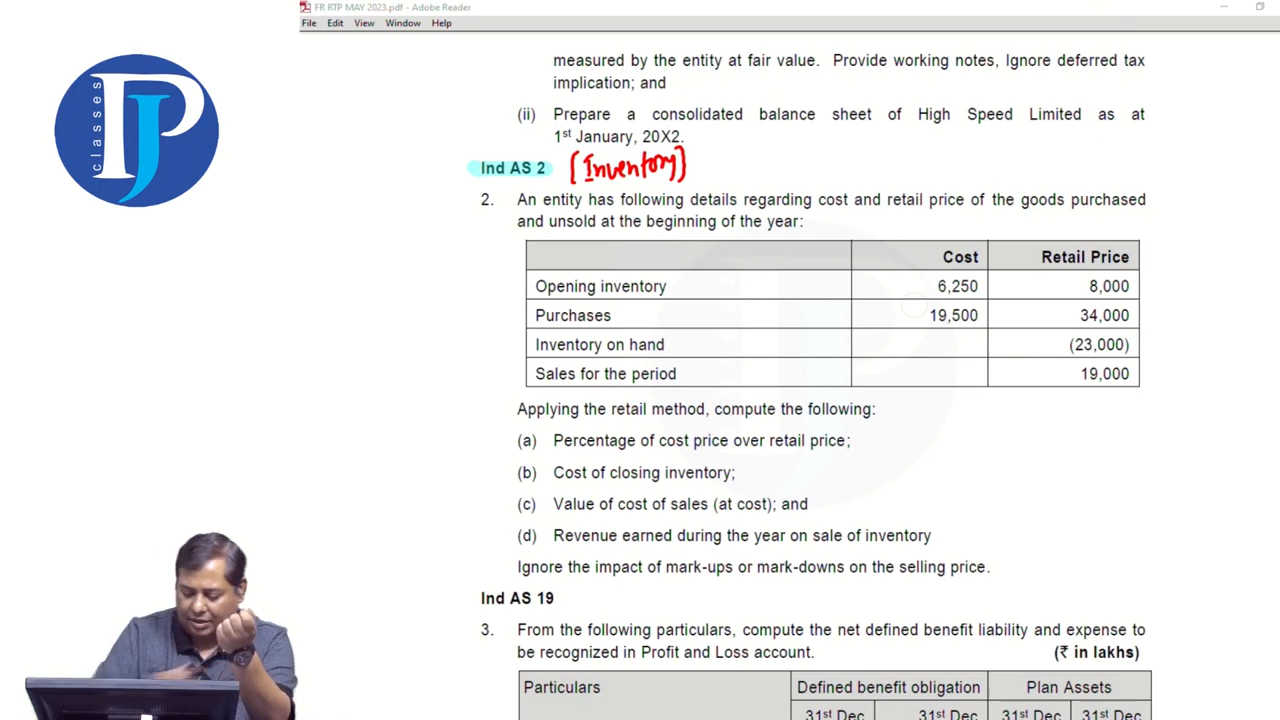 FR RTP MAY 2023.pdf - Adobe Reader
File Edit View Window Help
classes
PJ
measured by the entity at fair value. Provide working notes, Ignore deferred tax
implication; and
(ii) Prepare a consolidated balance sheet of High Speed Limited as at
1st January, 20X2.
Ind AS 2 [Inventory]
2. An entity has following details regarding cost and retail price of the goods purchased
and unsold at the beginning of the year:
Cost Retail Price
Opening inventory 6,250 8,000
Purchases 19,500 34,000
Inventory on hand (23,000)
Sales for the period 19,000
Applying the retail method, compute the following:
(a) Percentage of cost price over retail price;
(b) Cost of closing inventory;
(c) Value of cost of sales (at cost); and
(d) Revenue earned during the year on sale of inventory
Ignore the impact of mark-ups or mark-downs on the selling price.
Ind AS 19
3. From the following particulars, compute the net defined benefit liability and expense to
be recognized in Profit and Loss account. (₹ in lakhs)
Particulars Defined benefit obligation Plan Assets
31st Dec 31st Dec 31st Dec 31st Dec